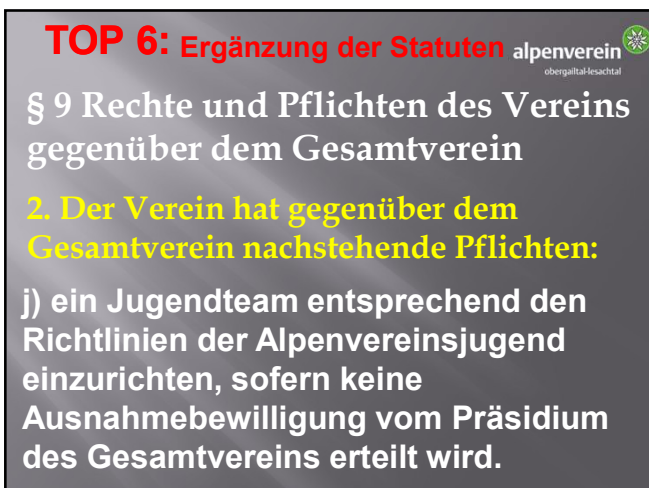 TOP 6: Ergänzung der Statuten
alpenverein
obergailtal-lesachtal
§ 9 Rechte und Pflichten des Vereins
gegenüber dem Gesamtverein
2. Der Verein hat gegenüber dem
Gesamtverein nachstehende Pflichten:
j) ein Jugendteam entsprechend den
Richtlinien der Alpenvereinsjugend
einzurichten, sofern keine
Ausnahmebewilligung vom Präsidium
des Gesamtvereins erteilt wird.